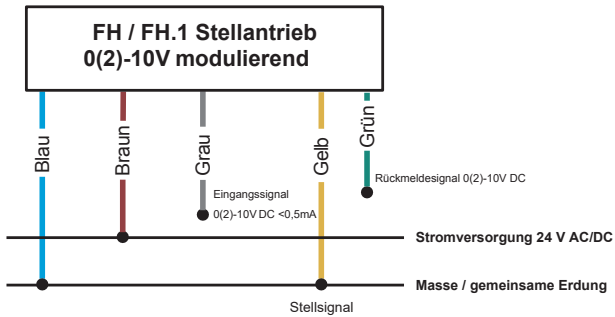 FH / FH.1 Stellantrieb
0(2)-10V modulierend
Blau
Braun
Grau
Gelb
Grün
Eingangssignal
0(2)-10V DC <0,5mA
Rückmeldesignal 0(2)-10V DC
Stromversorgung 24 V AC/DC
Masse / gemeinsame Erdung
Stellsignal